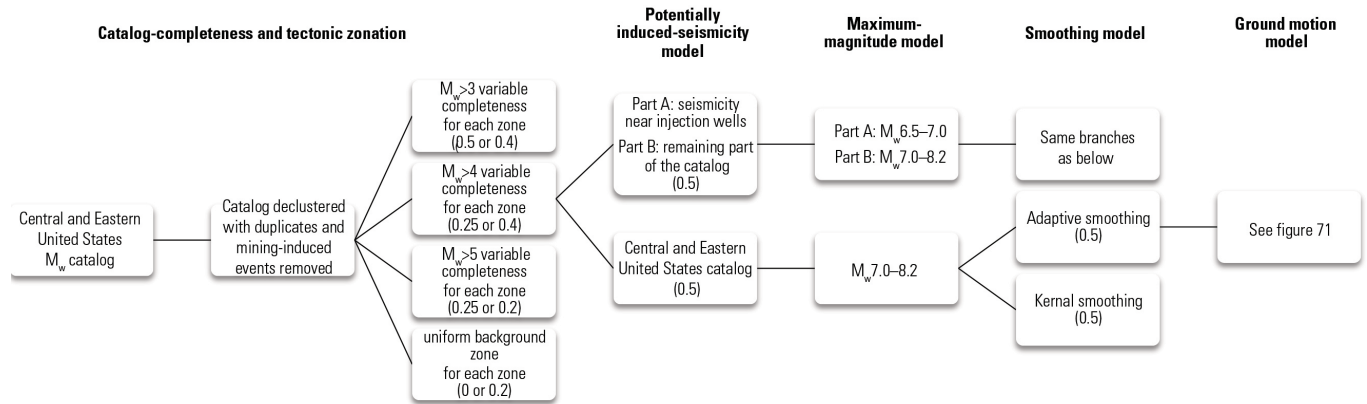 Catalog-completeness and tectonic zonation
Potentially
induced-seismicity
model
Maximum-
magnitude model
Smoothing model
Ground motion
model
Central and Eastern
United States
Mw catalog
Catalog declustered
with duplicates and
mining-induced
events removed
Mw>3 variable
completeness
for each zone
(0.5 or 0.4)
Mw>4 variable
completeness
for each zone
(0.25 or 0.4)
Mw>5 variable
completeness
for each zone
(0.25 or 0.2)
uniform background
zone
for each zone
(0 or 0.2)
Part A: seismicity
near injection wells
Part B: remaining part
of the catalog
(0.5)
Central and Eastern
United States catalog
(0.5)
Part A: Mw6.5–7.0
Part B: Mw7.0–8.2
Mw7.0–8.2
Same branches
as below
Adaptive smoothing
(0.5)
Kernal smoothing
(0.5)
See figure 71